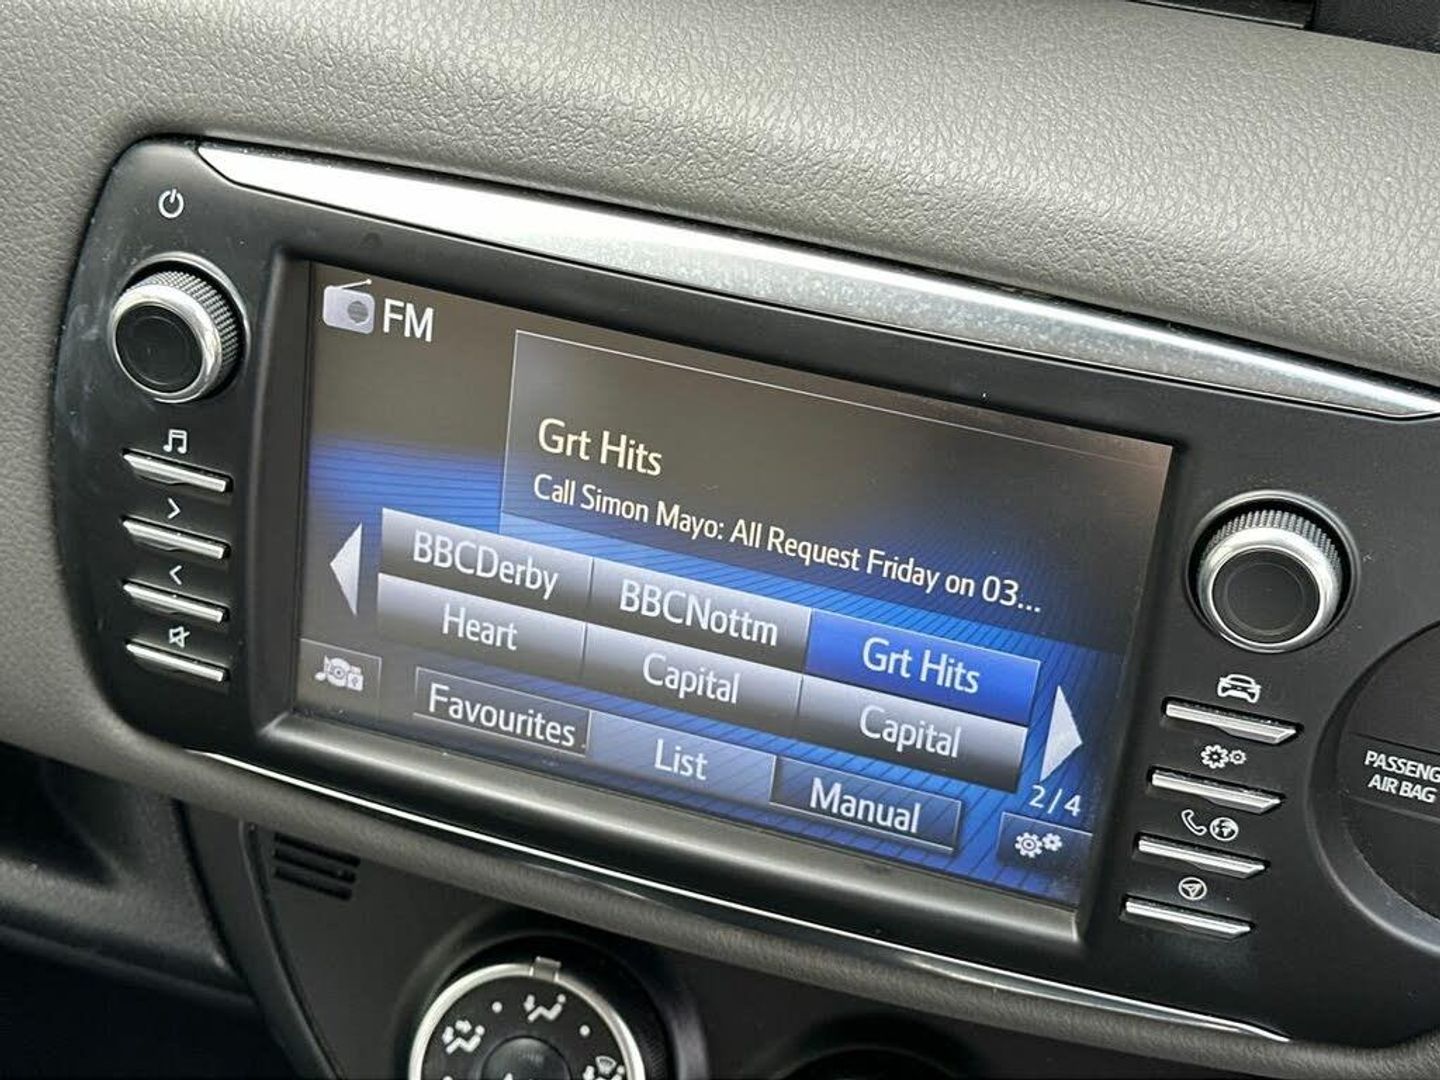 FM
Grt Hits
Call Simon Mayo: All Request Friday on 03...
BBCDerby BBCNottm Grt Hits
Heart Capital Capital
Favourites List Manual
2/4
PASSENG
AIR BAG